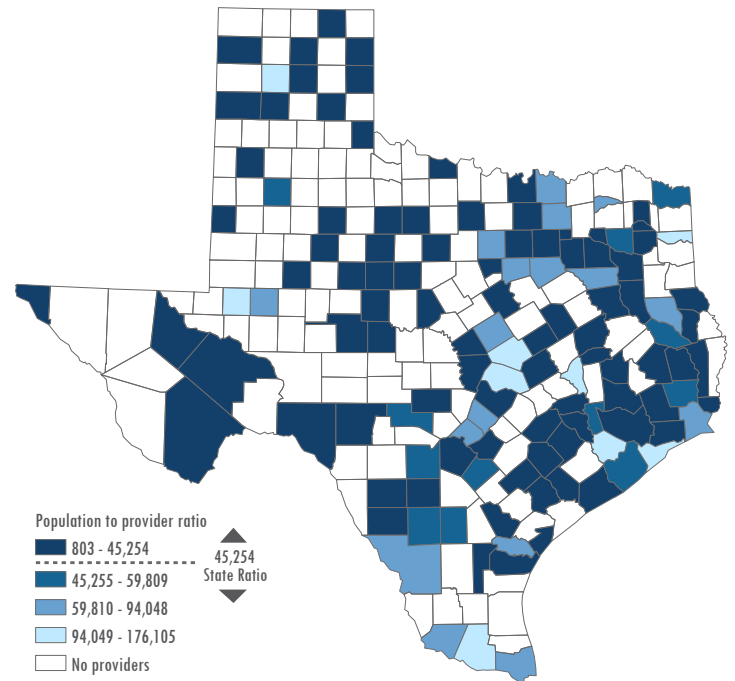 Population to provider ratio
803 - 45,254
45,254
State Ratio
45,255 - 59,809
59,810 - 94,048
94,049 - 176,105
No providers